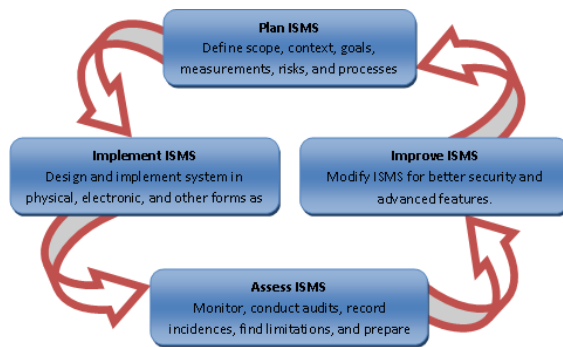 Plan ISMS
Define scope, context, goals,
measurements, risks, and processes
Implement ISMS
Design and implement system in
physical, electronic, and other forms as
Improve ISMS
Modify ISMS for better security and
advanced features.
Assess ISMS
Monitor, conduct audits, record
incidences, find limitations, and prepare